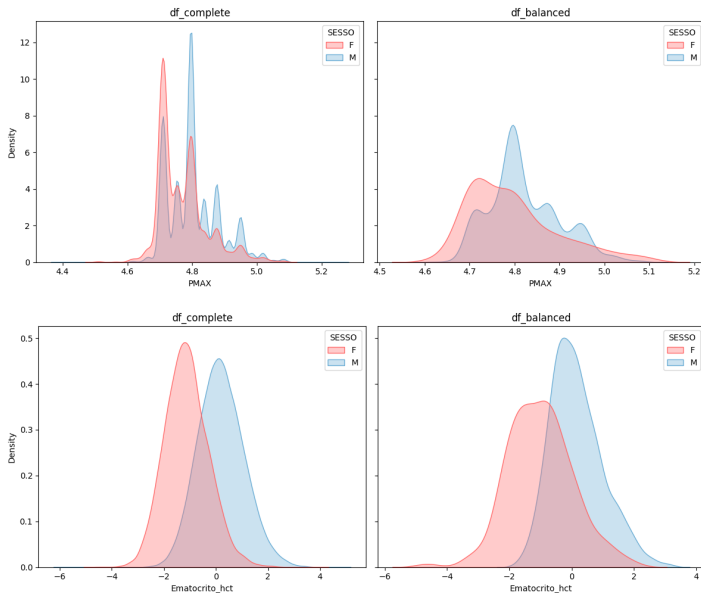 df_complete
df_balanced
SESSO
F
M
SESSO
F
M
12
10
8
6
4
2
0
Density
4.4 4.6 4.8 5.0 5.2
4.5 4.6 4.7 4.8 4.9 5.0 5.1 5.2
PMAX
PMAX
df_complete
df_balanced
SESSO
F
M
SESSO
F
M
0.5
0.4
0.3
0.2
0.1
0.0
Density
−6 −4 −2 0 2 4
−6 −4 −2 0 2 4
Ematocrito_hct
Ematocrito_hct